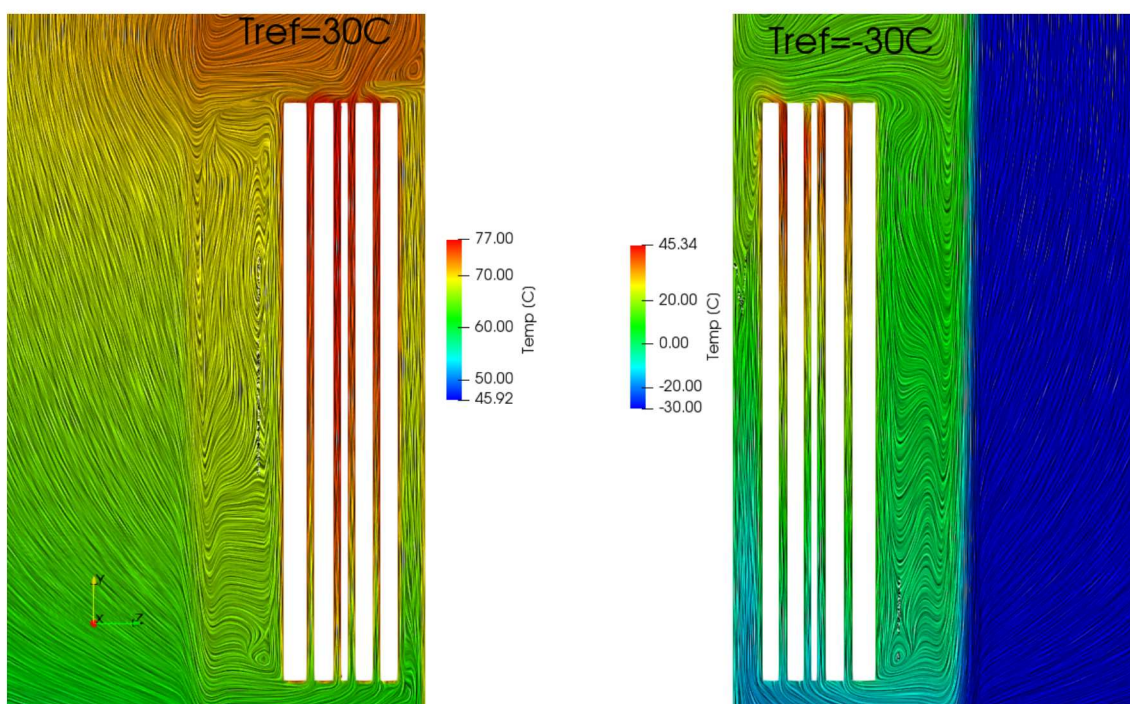 Tref=30C
Tref=-30C
77.00
70.00
60.00
50.00
45.92
Temp (C)
45.34
20.00
0.00
-20.00
-30.00
Temp (C)
Y
X
Z